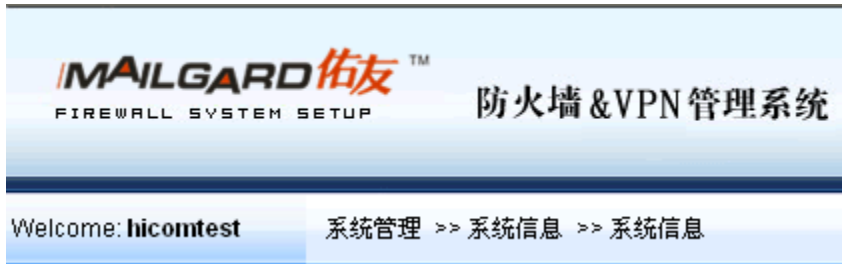 MAILGARD佑友 ™
FIREWALL SYSTEM SETUP
防火墙&VPN管理系统
Welcome: hicomtest
系统管理 >> 系统信息 >> 系统信息